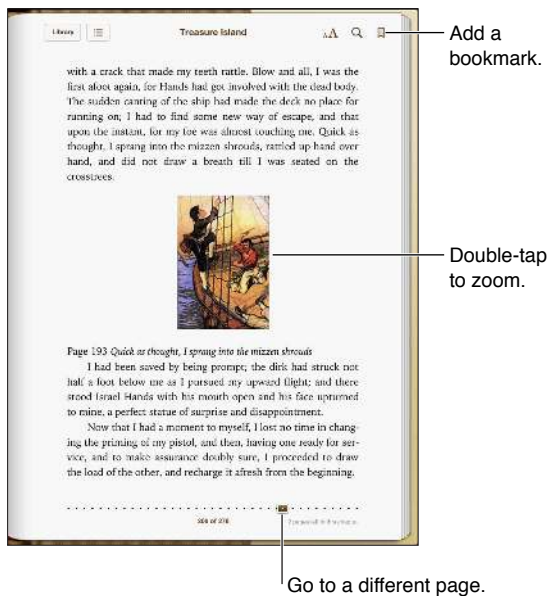 Library
Treasure Island
AA
Add a
bookmark.
with a crack that made my teeth rattle. Blow and all, I was the
first afoot again, for Hands had got involved with the dead body.
The sudden canting of the ship had made the deck no place for
running on; I had to find some new way of escape, and that
upon the instant, for my foe was almost touching me. Quick as
thought, I sprang into the mizzen shrouds, rattled up hand over
hand, and did not draw a breath till I was seated on the
crosstrees.
Double-tap
to zoom.
Page 193 Quick as thought, I sprang into the mizzen shrouds
I had been saved by being prompt; the dirk had struck not
half a foot below me as I pursued my upward flight; and there
stood Israel Hands with his mouth open and his face upturned
to mine, a perfect statue of surprise and disappointment.
Now that I had a moment to myself, I lost no time in chang-
ing the priming of my pistol, and then, having one ready for ser-
vice, and to make assurance doubly sure, I proceeded to draw
the load of the other, and recharge it afresh from the beginning.
of 278
Go to a different page.